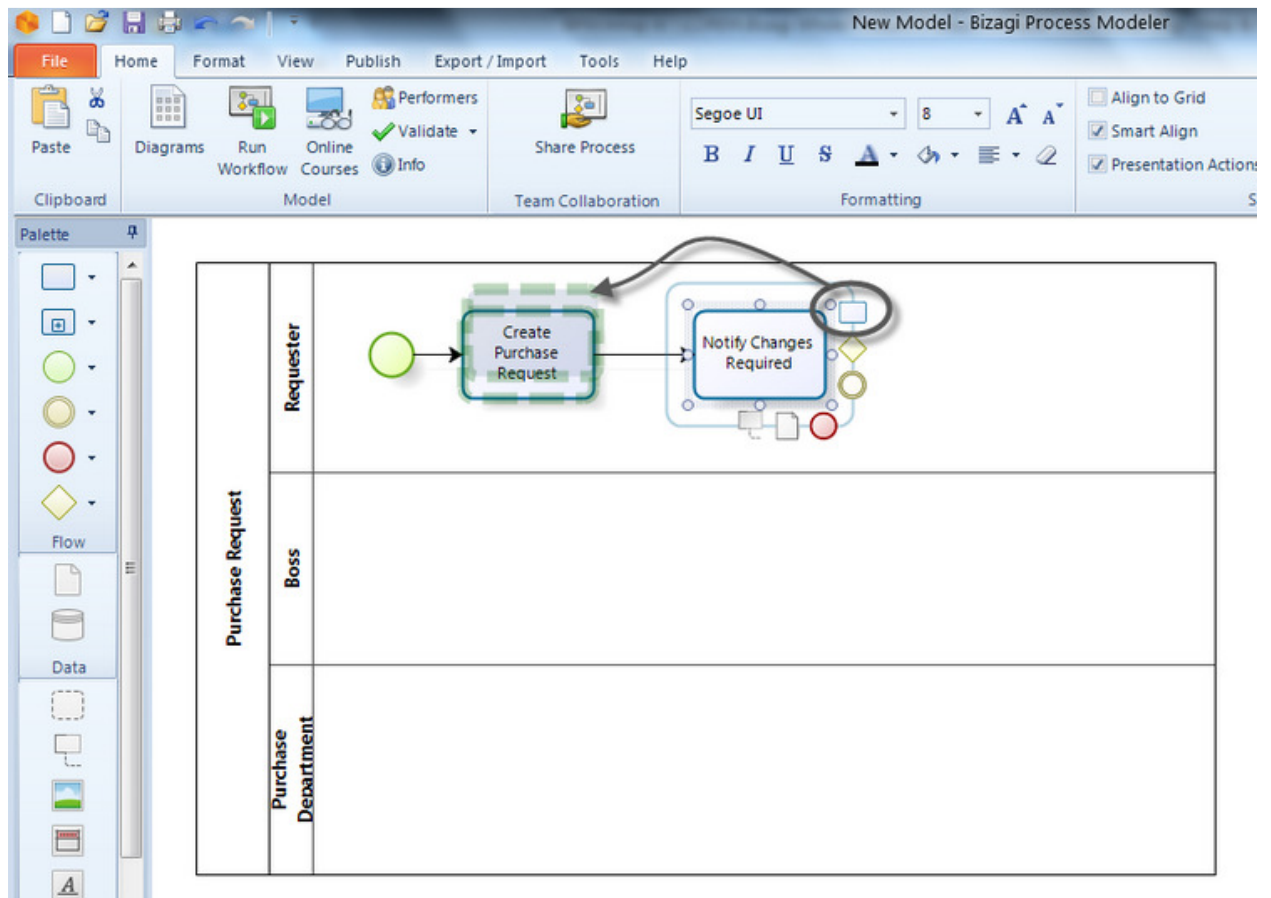 New Model - Bizagi Process Modeler
File Home Format View Publish Export / Import Tools Help
Paste
Diagrams
Run
Workflow
Online
Courses
Performers
Validate
Info
Share Process
Segoe UI 8
B I U S A
Align to Grid
Smart Align
Presentation Actions
Clipboard Model Team Collaboration Formatting
Palette
Flow
Data
A
Purchase Request
Requester
Boss
Purchase
Department
Create
Purchase
Request
Notify Changes
Required